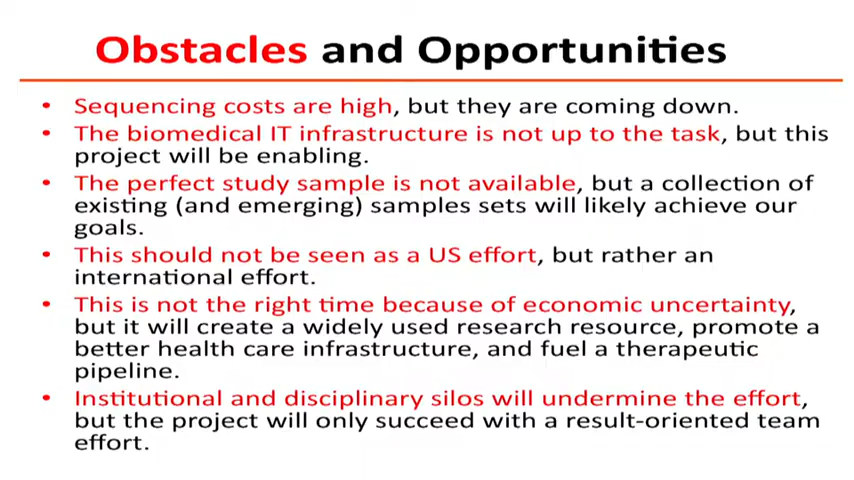 Obstacles and Opportunities
• Sequencing costs are high, but they are coming down.
• The biomedical IT infrastructure is not up to the task, but this
project will be enabling.
• The perfect study sample is not available, but a collection of
existing (and emerging) samples sets will likely achieve our
goals.
• This should not be seen as a US effort, but rather an
international effort.
• This is not the right time because of economic uncertainty,
but it will create a widely used research resource, promote a
better health care infrastructure, and fuel a therapeutic
pipeline.
• Institutional and disciplinary silos will undermine the effort,
but the project will only succeed with a result-oriented team
effort.